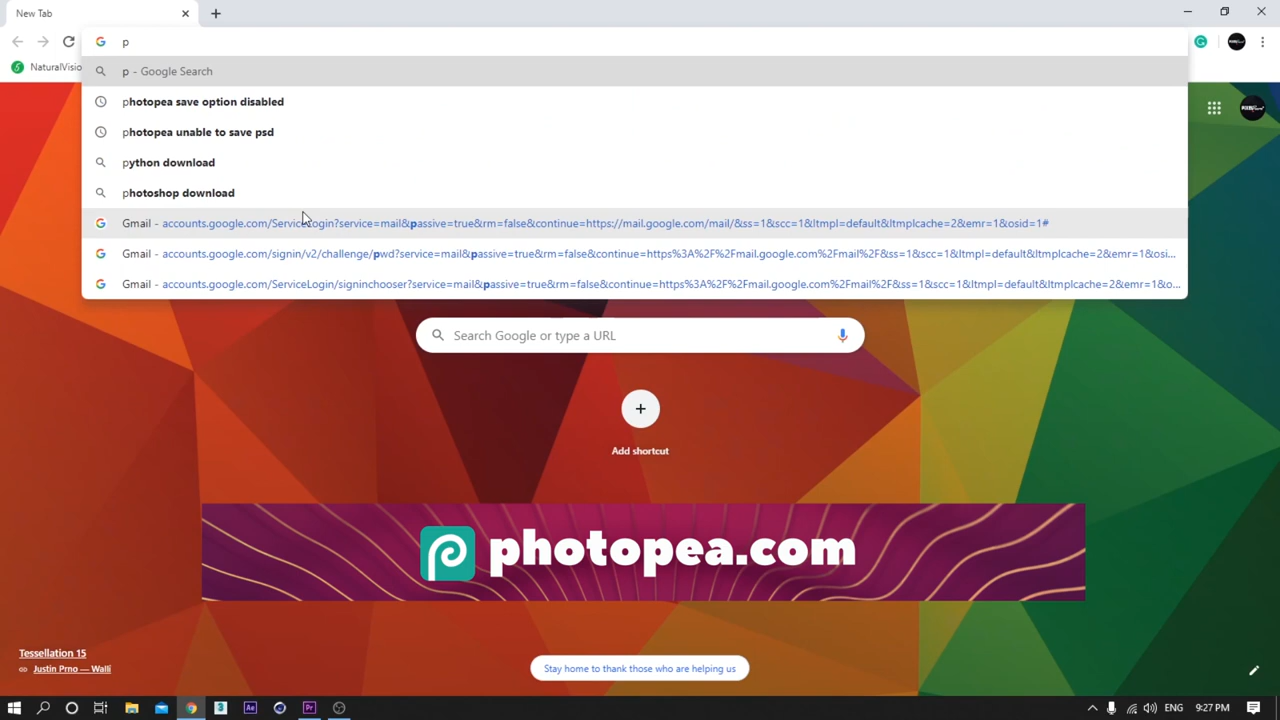 New Tab
p
NaturalVisio
p - Google Search
photopea save option disabled
photopea unable to save psd
python download
photoshop download
Gmail - accounts.google.com/ServiceLogin?service=mail&passive=true&rm=false&continue=https://mail.google.com/mail/&ss=1&scc=1&ltmpl=default&ltmplcache=2&emr=1&osid=1#
Gmail - accounts.google.com/signin/v2/challenge/pwd?service=mail&passive=true&rm=false&continue=https%3A%2F%2Fmail.google.com%2Fmail%2F&ss=1&scc=1&ltmpl=default&ltmplcache=2&emr=1&osi...
Gmail - accounts.google.com/ServiceLogin/signinchooser?service=mail&passive=true&rm=false&continue=https%3A%2F%2Fmail.google.com%2Fmail%2F&ss=1&scc=1&ltmpl=default&ltmplcache=2&emr=1&o...
Search Google or type a URL
Add shortcut
photopea.com
Tessellation 15
Justin Prno — Walli
Stay home to thank those who are helping us
Ae
Pr
ENG
9:27 PM